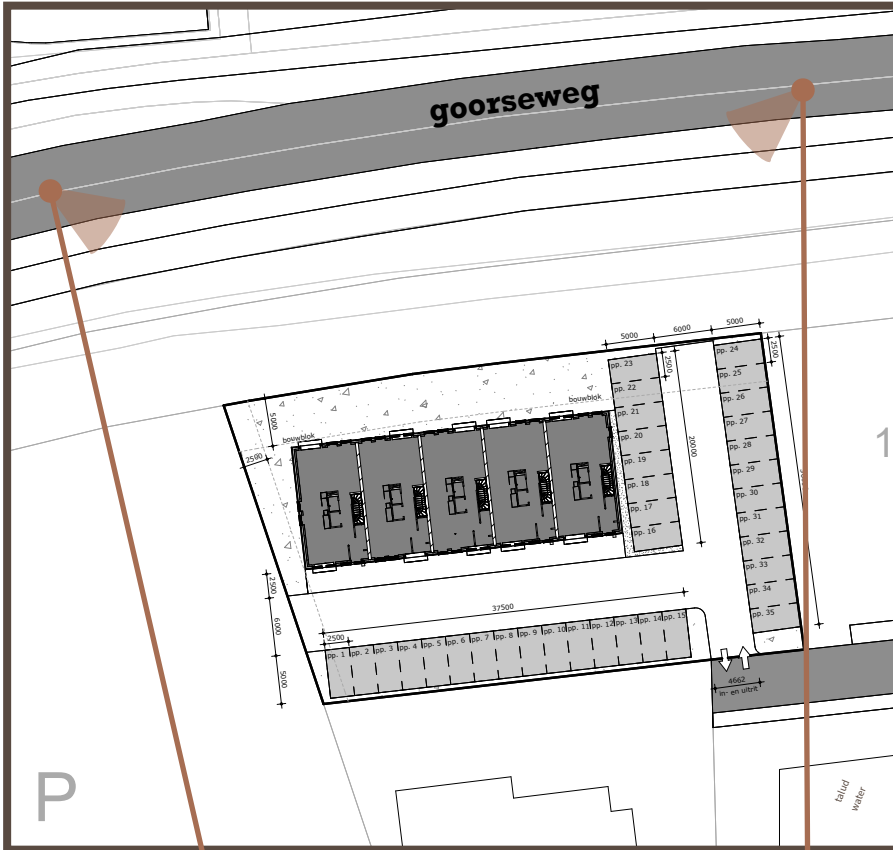 goorseweg
5000
6000
5000
2500
2500
pp. 23
pp. 22
pp. 21
pp. 20
pp. 19
pp. 18
pp. 17
pp. 16
20000
pp. 24
pp. 25
pp. 26
pp. 27
pp. 28
pp. 29
pp. 30
pp. 31
pp. 32
pp. 33
pp. 34
pp. 35
1
bouwblok
bouwblok
5000
2500
2500
6000
5000
37500
2500
pp. 1 pp. 2 pp. 3 pp. 4 pp. 5 pp. 6 pp. 7 pp. 8 pp. 9 pp. 10 pp. 11 pp. 12 pp. 13 pp. 14 pp. 15
4662
in- en uitrit
P
talud
water